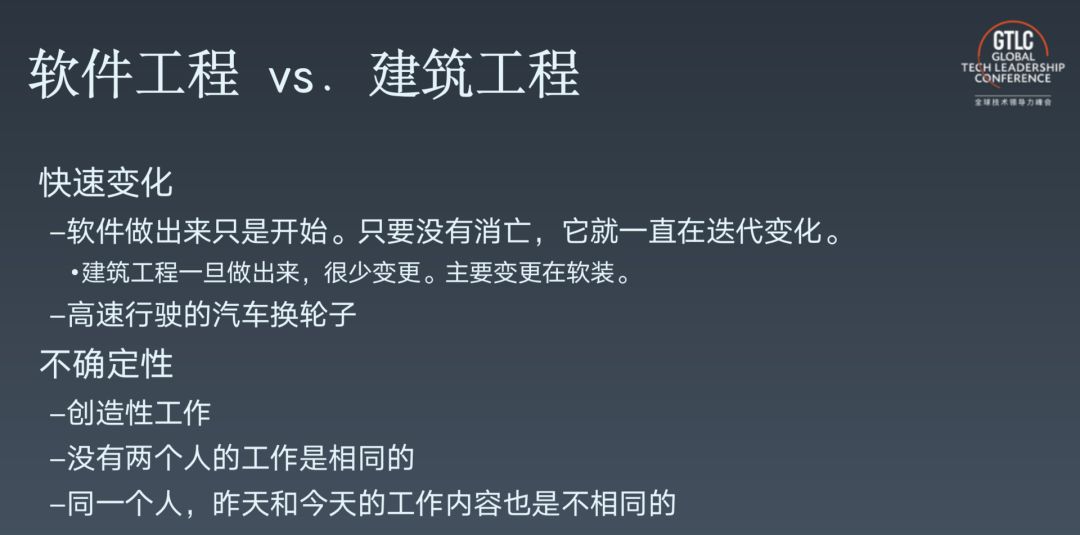 软件工程 vs. 建筑工程
GTLC
GLOBAL
TECH LEADERSHIP
CONFERENCE
全球技术领导力峰会
快速变化
–软件做出来只是开始。只要没有消亡，它就一直在迭代变化。
•建筑工程一旦做出来，很少变更。主要变更在软装。
–高速行驶的汽车换轮子
不确定性
–创造性工作
–没有两个人的工作是相同的
–同一个人，昨天和今天的工作内容也是不相同的